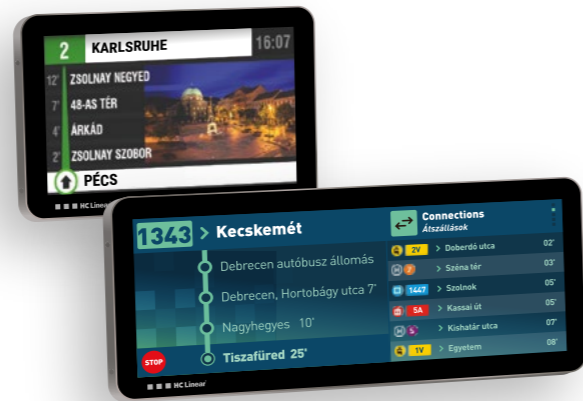 2 KARLSRUHE 16:07
12' ZSOLNAY NEGYED
7' 48-AS TÉR
4' ÁRKÁD
2' ZSOLNAY SZOBOR
PÉCS
HC Linear
1343 > Kecskemét
Debrecen autóbusz állomás
Debrecen, Hortobágy utca 7'
Nagyhegyes 10'
STOP
Tiszafüred 25'
Connections
Átszállások
2V > Doberdó utca 02'
2 > Széna tér 03'
1447 > Szolnok 05'
5A > Kassai út 05'
S > Kishatár utca 07'
1V > Egyetem 08'
HC Linear